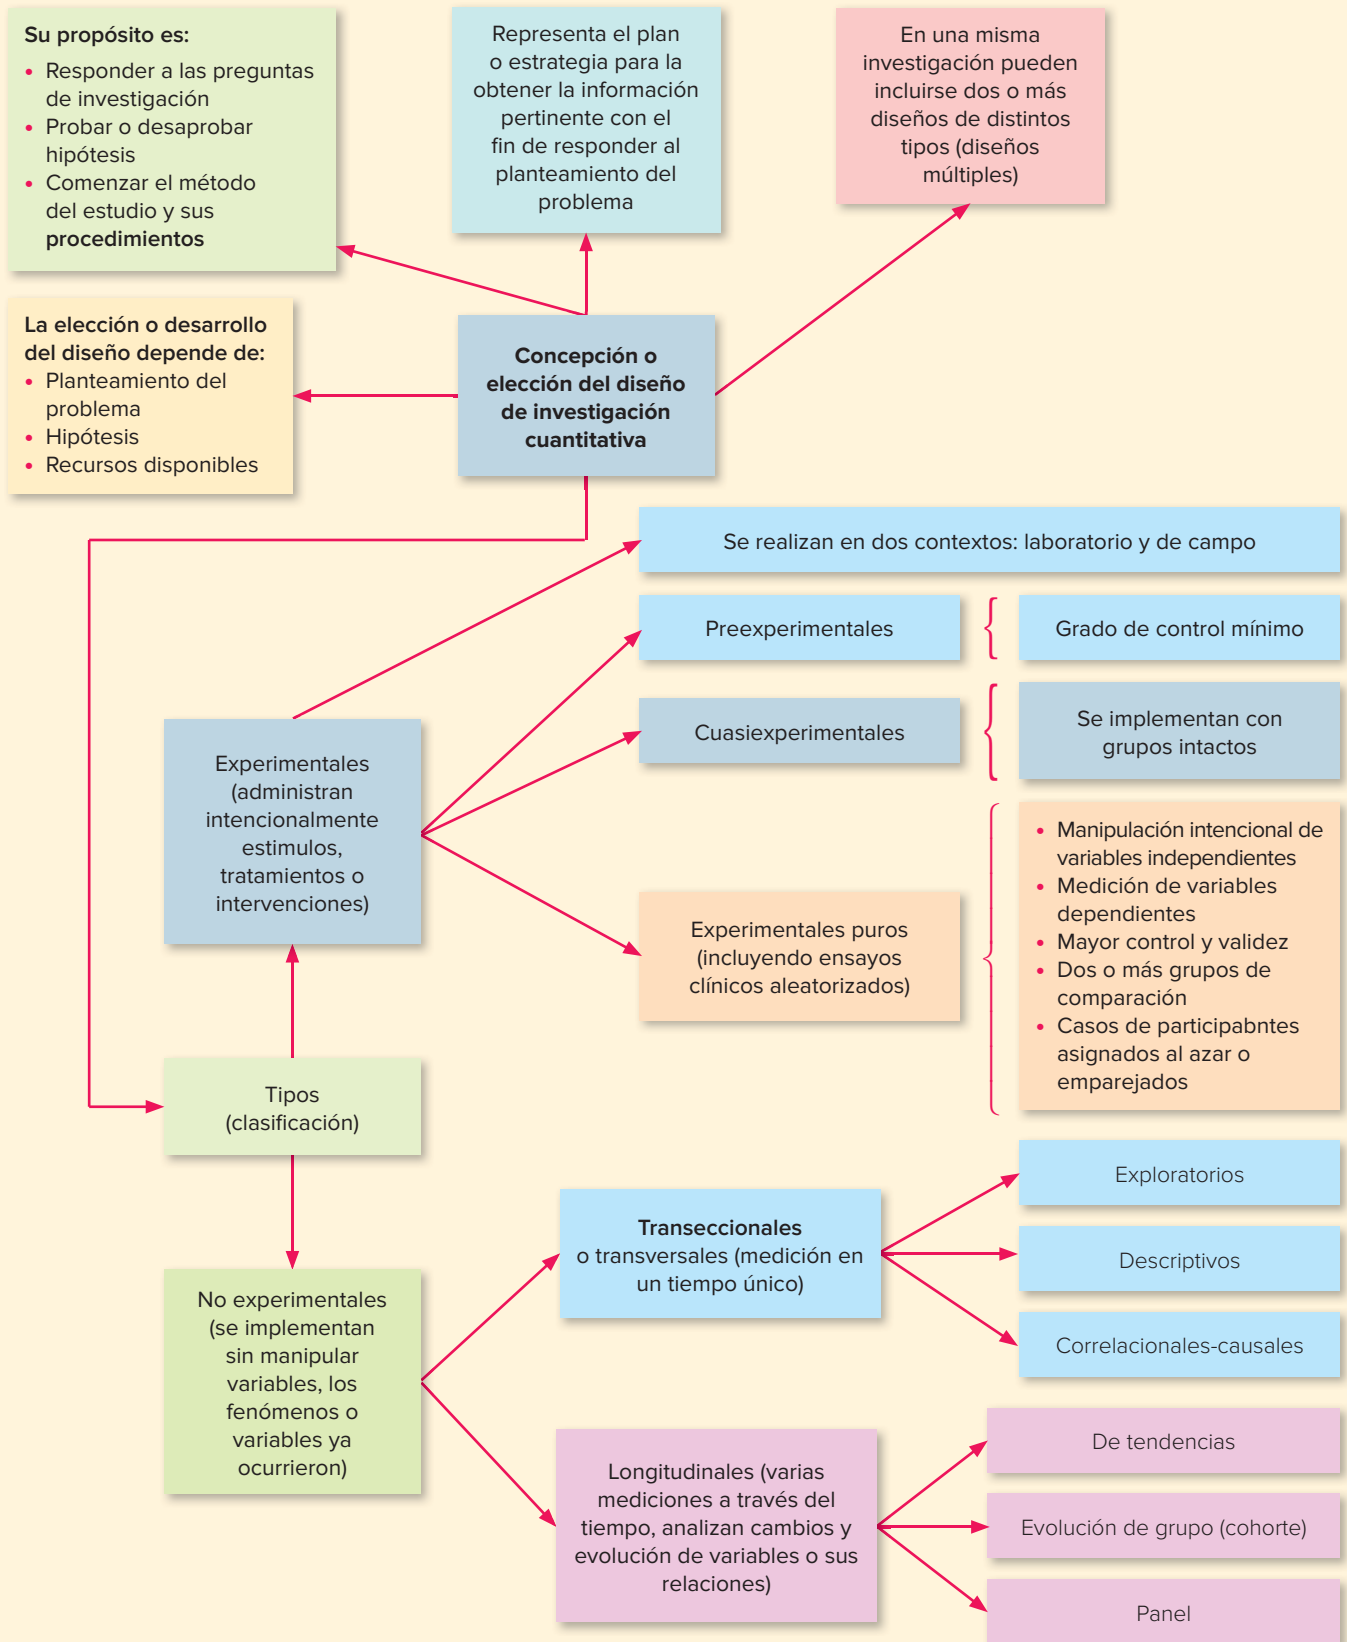 Su propósito es:
• Responder a las preguntas
de investigación
• Probar o desaprobar
hipótesis
• Comenzar el método
del estudio y sus
procedimientos
Representa el plan
o estrategia para la
obtener la información
pertinente con el
fin de responder al
planteamiento del
problema
En una misma
investigación pueden
incluirse dos o más
diseños de distintos
tipos (diseños
múltiples)
La elección o desarrollo
del diseño depende de:
• Planteamiento del
problema
• Hipótesis
• Recursos disponibles
Concepción o
elección del diseño
de investigación
cuantitativa
Se realizan en dos contextos: laboratorio y de campo
Preexperimentales
Grado de control mínimo
Cuasiexperimentales
Se implementan con
grupos intactos
Experimentales
(administran
intencionalmente
estimulos,
tratamientos o
intervenciones)
Experimentales puros
(incluyendo ensayos
clínicos aleatorizados)
• Manipulación intencional de
variables independientes
• Medición de variables
dependientes
• Mayor control y validez
• Dos o más grupos de
comparación
• Casos de participabntes
asignados al azar o
emparejados
Tipos
(clasificación)
No experimentales
(se implementan
sin manipular
variables, los
fenómenos o
variables ya
ocurrieron)
Transeccionales
o transversales (medición en
un tiempo único)
Exploratorios
Descriptivos
Correlacionales-causales
Longitudinales (varias
mediciones a través del
tiempo, analizan cambios y
evolución de variables o sus
relaciones)
De tendencias
Evolución de grupo (cohorte)
Panel